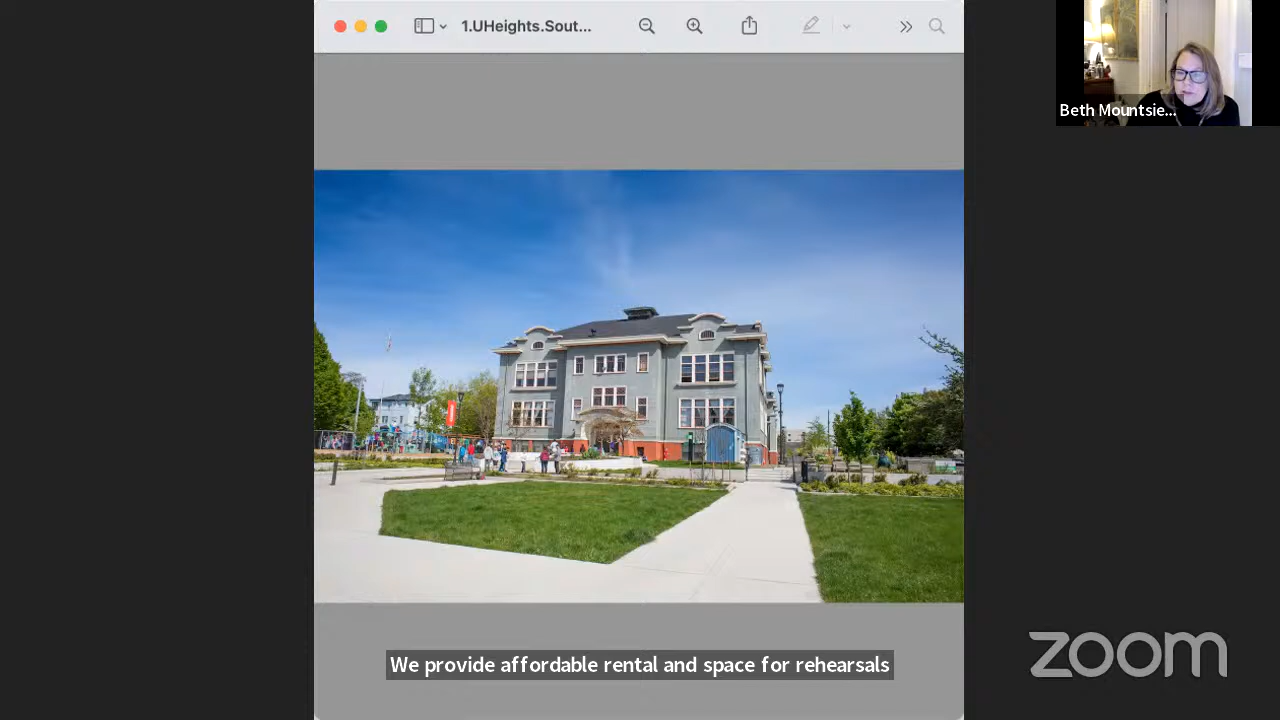 1.UHeights.Sout...
Beth Mountsie...
We provide affordable rental and space for rehearsals
zoom